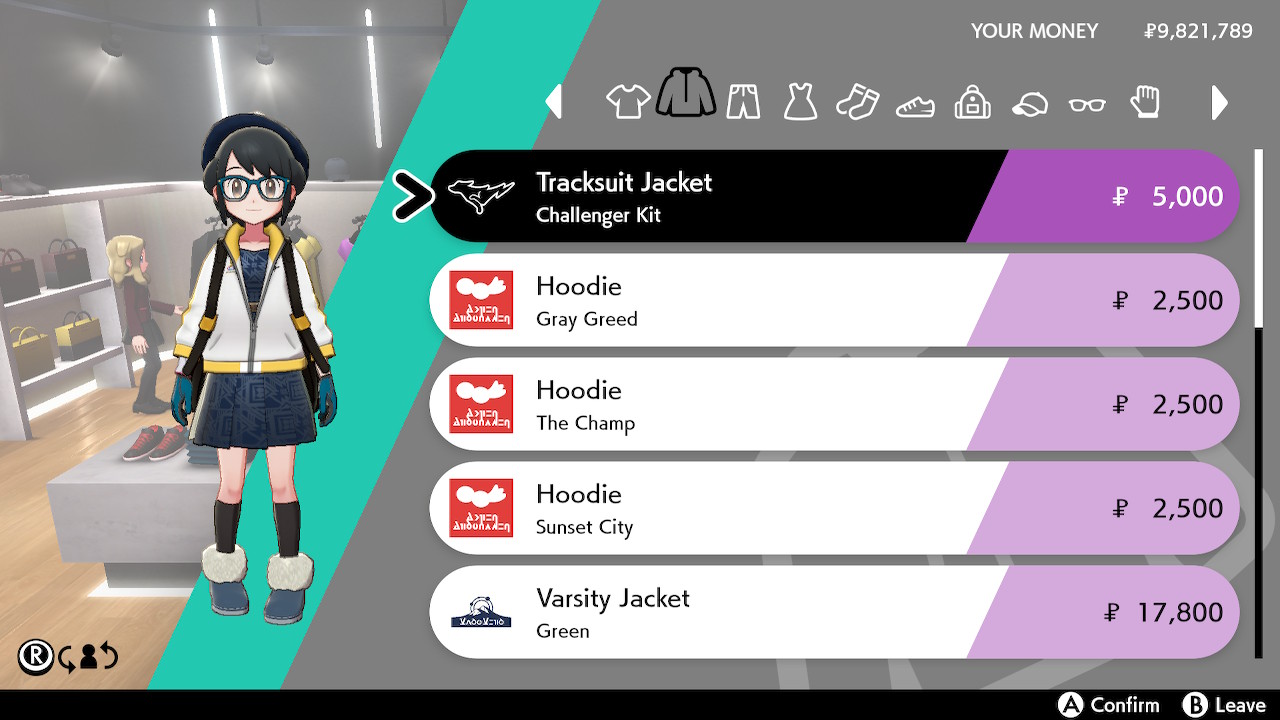 YOUR MONEY ₽9,821,789
Tracksuit Jacket
Challenger Kit
₽ 5,000
Hoodie
Gray Greed
₽ 2,500
Hoodie
The Champ
₽ 2,500
Hoodie
Sunset City
₽ 2,500
Varsity Jacket
Green
₽ 17,800
R
A Confirm B Leave